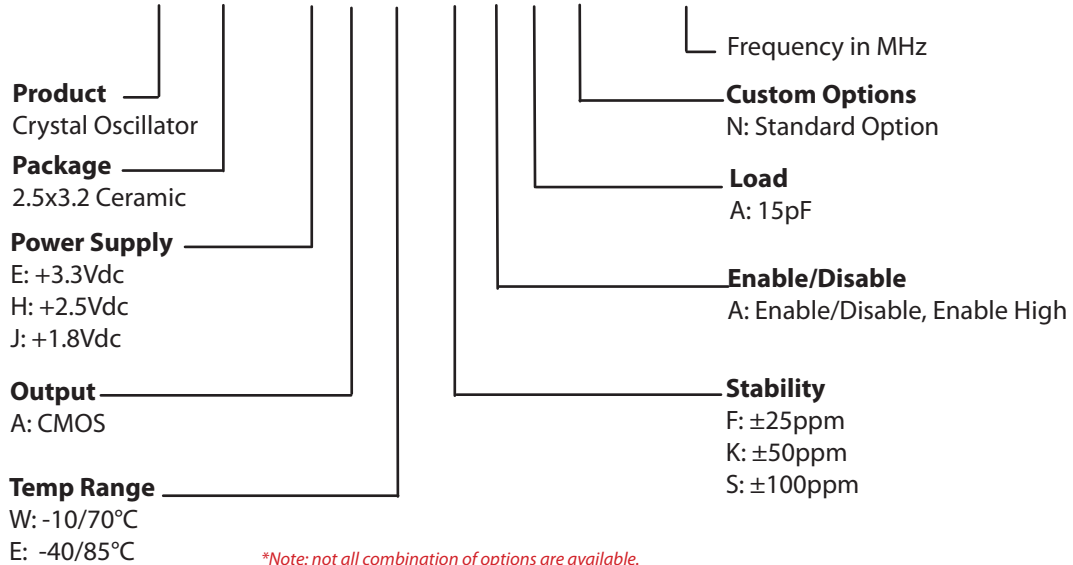 Frequency in MHz
Product
Crystal Oscillator
Package
2.5x3.2 Ceramic
Power Supply
E: +3.3Vdc
H: +2.5Vdc
J: +1.8Vdc
Output
A: CMOS
Temp Range
W: -10/70°C
E: -40/85°C
Custom Options
N: Standard Option
Load
A: 15pF
Enable/Disable
A: Enable/Disable, Enable High
Stability
F: ±25ppm
K: ±50ppm
S: ±100ppm
*Note: not all combination of options are available.